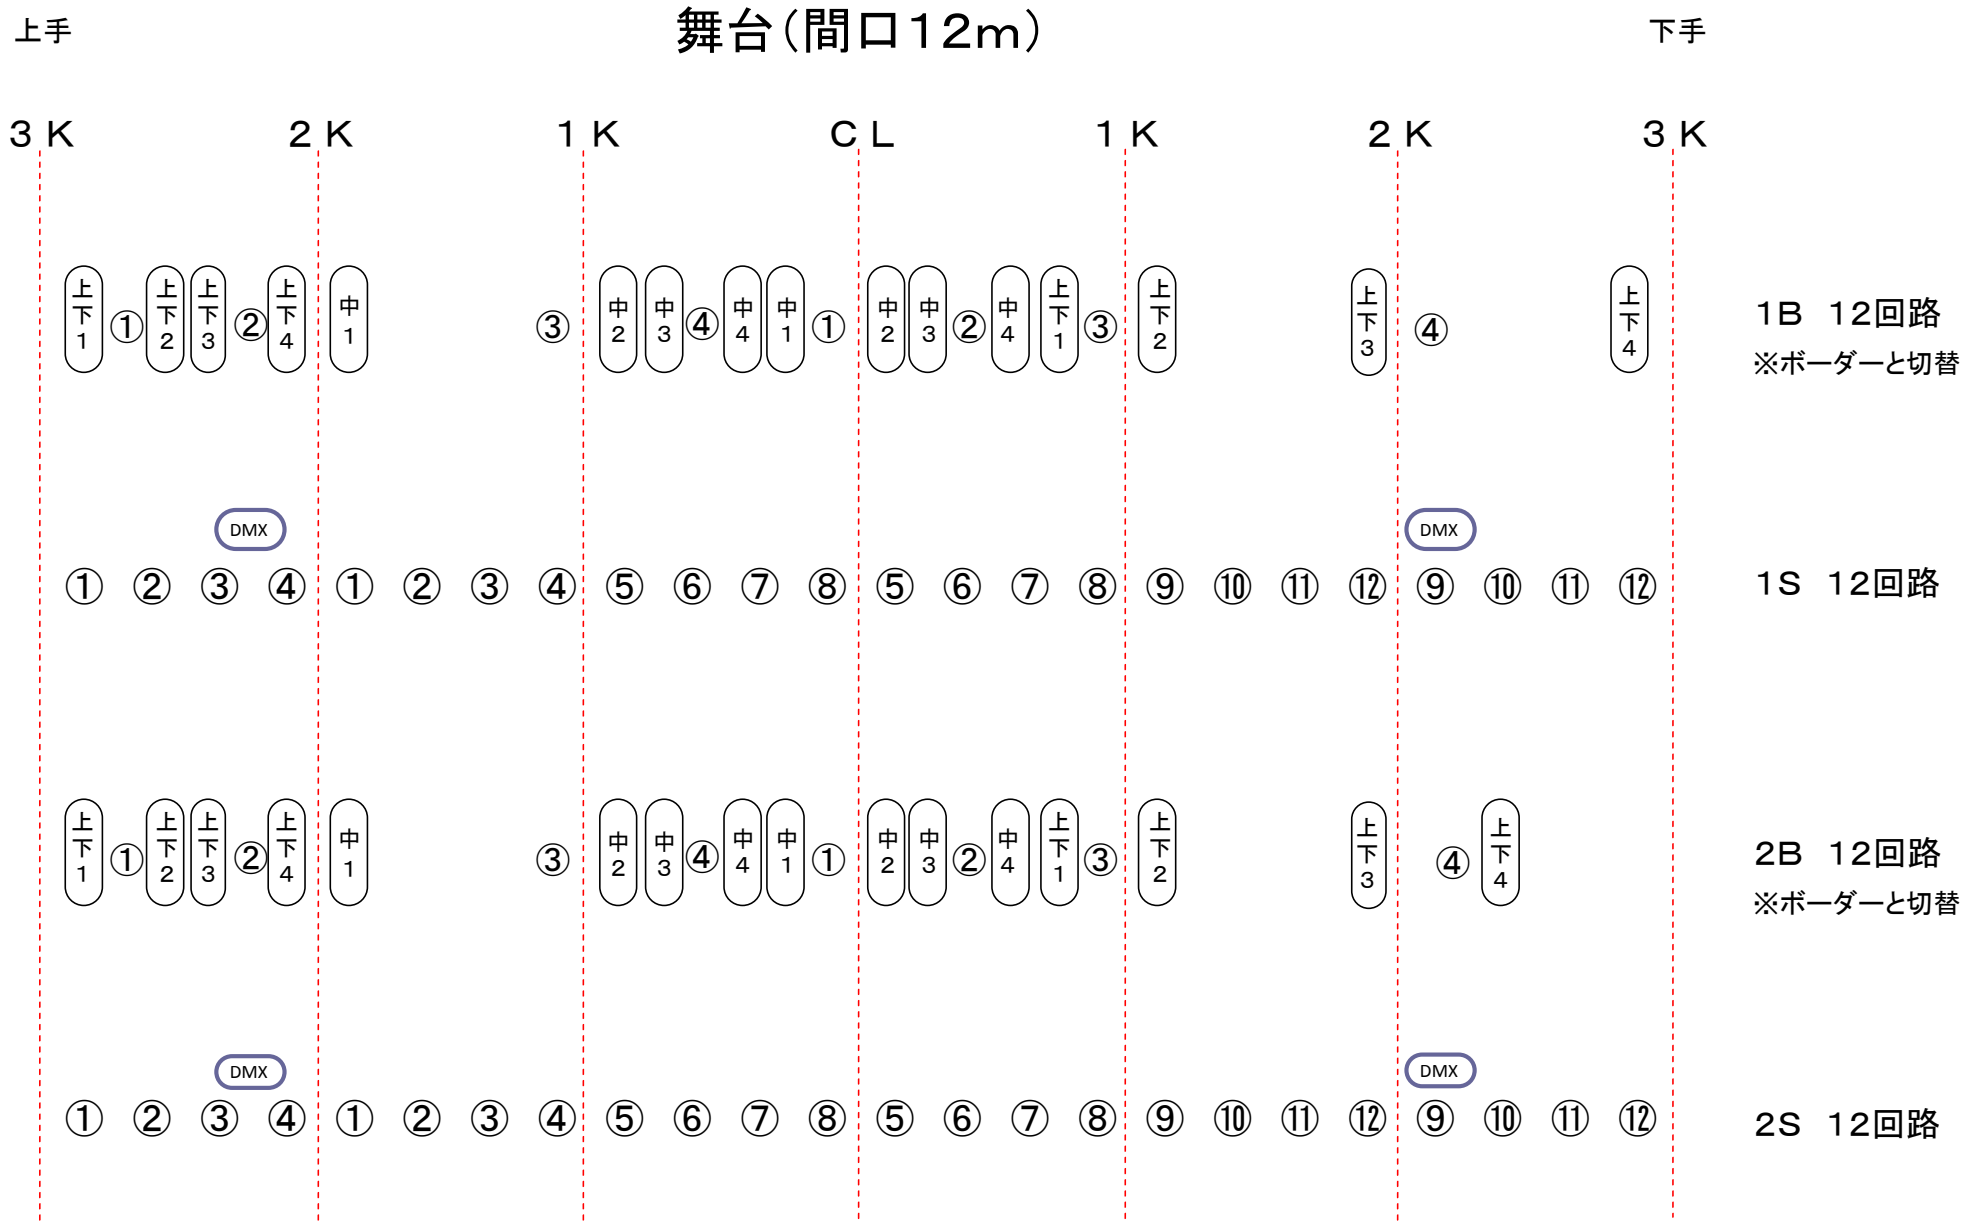 上手 舞台(間口12m) 下手
3K 2K 1K CL 1K 2K 3K
上下1 ① 上下2 上下3 ② 上下4 中1 ③ 中2 中3 ④ 中4 中1 ① 中2 中3 ② 中4 上下1 ③ 上下2 上下3 ④ 上下4 1B 12回路
※ボーダーと切替
DMX DMX
① ② ③ ④ ① ② ③ ④ ⑤ ⑥ ⑦ ⑧ ⑤ ⑥ ⑦ ⑧ ⑨ ⑩ ⑪ ⑫ ⑨ ⑩ ⑪ ⑫ 1S 12回路
上下1 ① 上下2 上下3 ② 上下4 中1 ③ 中2 中3 ④ 中4 中1 ① 中2 中3 ② 中4 上下1 ③ 上下2 上下3 ④ 上下4 2B 12回路
※ボーダーと切替
DMX DMX
① ② ③ ④ ① ② ③ ④ ⑤ ⑥ ⑦ ⑧ ⑤ ⑥ ⑦ ⑧ ⑨ ⑩ ⑪ ⑫ ⑨ ⑩ ⑪ ⑫ 2S 12回路